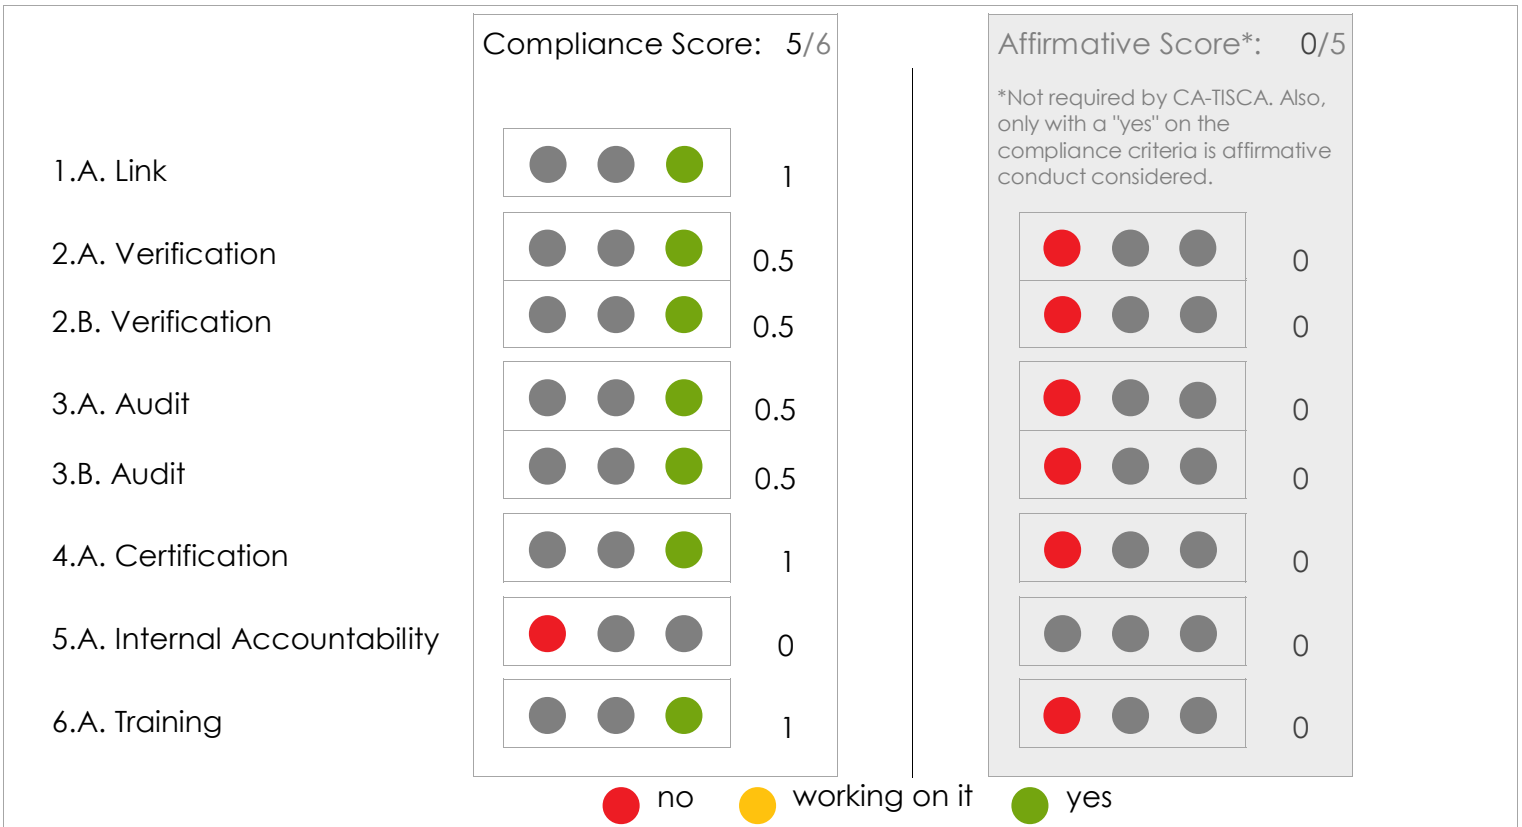 Compliance Score: 5/6
Affirmative Score*: 0/5
*Not required by CA-TISCA. Also,
only with a "yes" on the
compliance criteria is affirmative
conduct considered.
1.A. Link 1
2.A. Verification 0.5 0
2.B. Verification 0.5 0
3.A. Audit 0.5 0
3.B. Audit 0.5 0
4.A. Certification 1 0
5.A. Internal Accountability 0 0
6.A. Training 1 0
no working on it yes